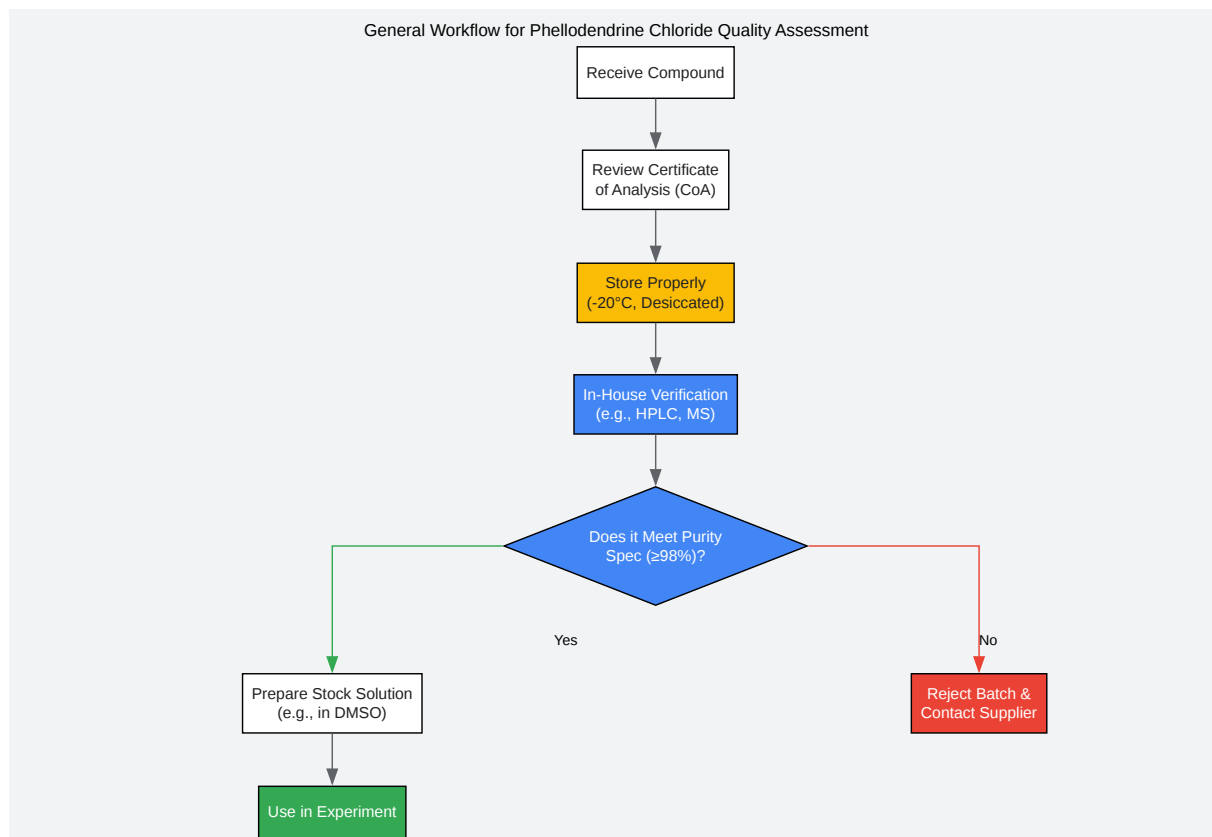 General Workflow for Phellodendrine Chloride Quality Assessment
Receive Compound
Review Certificate
of Analysis (CoA)
Store Properly
(-20°C, Desiccated)
In-House Verification
(e.g., HPLC, MS)
Does it Meet Purity
Spec (≥98%)?
Yes
No
Prepare Stock Solution
(e.g., in DMSO)
Reject Batch &
Contact Supplier
Use in Experiment